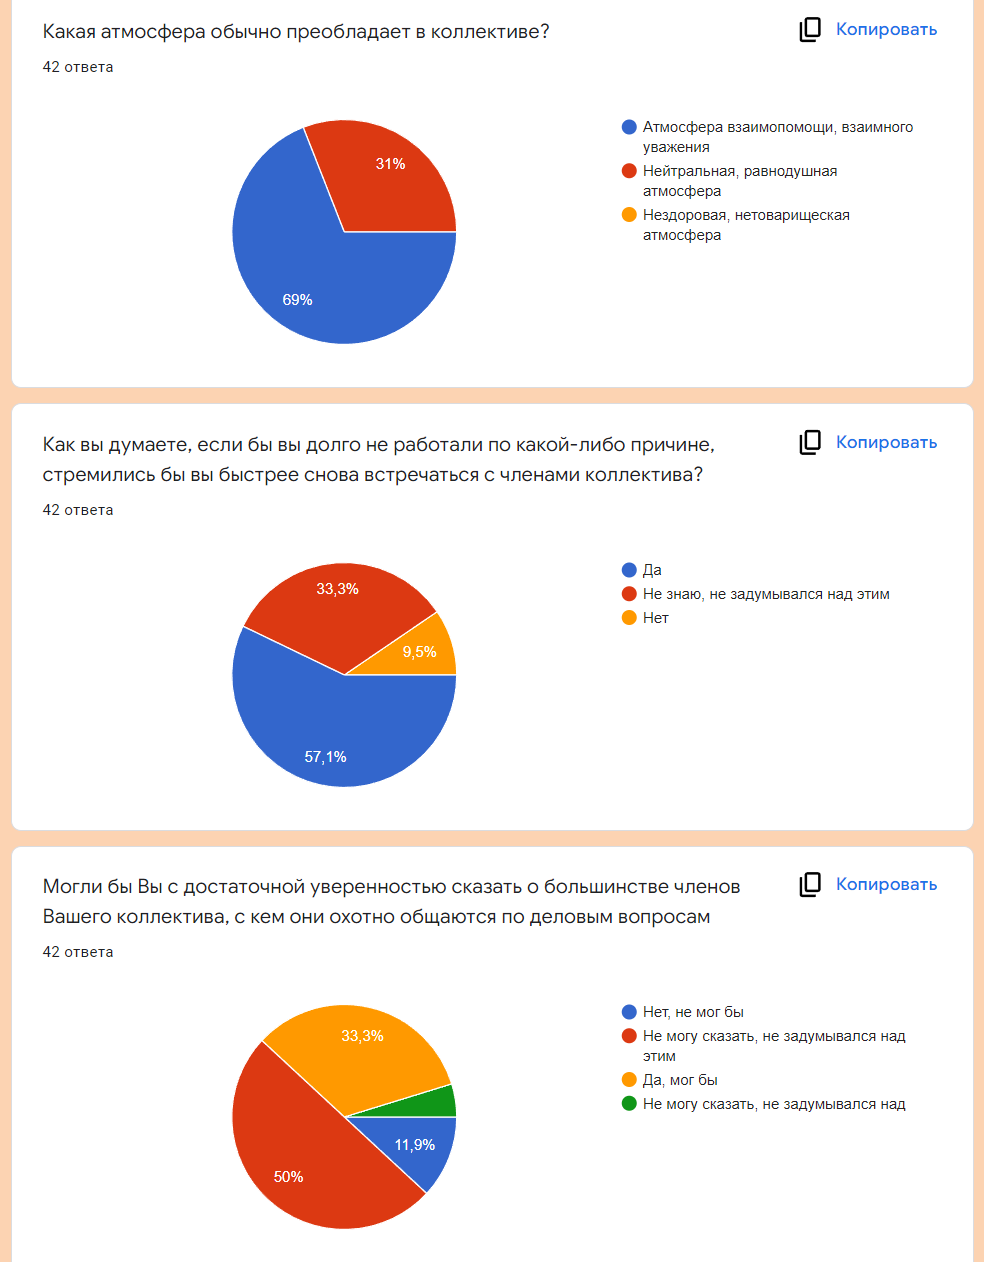 Какая атмосфера обычно преобладает в коллективе?
Копировать
42 ответа
31%
69%
Атмосфера взаимопомощи, взаимного
уважения
Нейтральная, равнодушная
атмосфера
Нездоровая, нетоварищеская
атмосфера
Как вы думаете, если бы вы долго не работали по какой-либо причине,
стремились бы вы быстрее снова встречаться с членами коллектива?
Копировать
42 ответа
33,3%
9,5%
57,1%
Да
Не знаю, не задумывался над этим
Нет
Могли бы Вы с достаточной уверенностью сказать о большинстве членов
Вашего коллектива, с кем они охотно общаются по деловым вопросам
Копировать
42 ответа
33,3%
11,9%
50%
Нет, не мог бы
Не могу сказать, не задумывался над
этим
Да, мог бы
Не могу сказать, не задумывался над